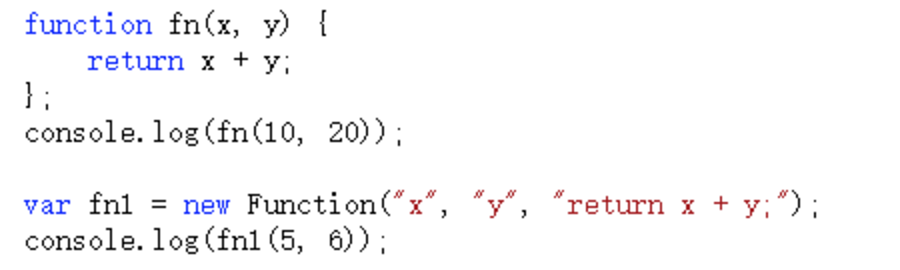 function fn(x, y) {
    return x + y;
};
console.log(fn(10, 20));

var fn1 = new Function("x", "y", "return x + y;");
console.log(fn1(5, 6));